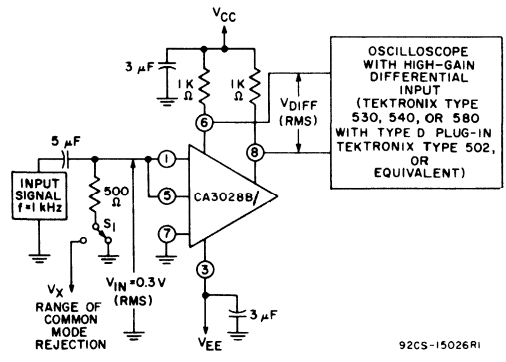 VCC
3 μF
1 K
Ω
1K
Ω
6
VDIFF
(RMS)
8
OSCILLOSCOPE
WITH HIGH-GAIN
DIFFERENTIAL
INPUT
(TEKTRONIX TYPE
530, 540, OR 580
WITH TYPE D PLUG-IN
TEKTRONIX TYPE 502,
OR
EQUIVALENT)
5 μF
1
INPUT
SIGNAL
f=1 kHz
500
Ω
S1
5
CA3028B/
7
VIN=0.3V
(RMS)
3
VX
RANGE OF
COMMON
MODE
REJECTION
3 μF
VEE
92CS-15026R1